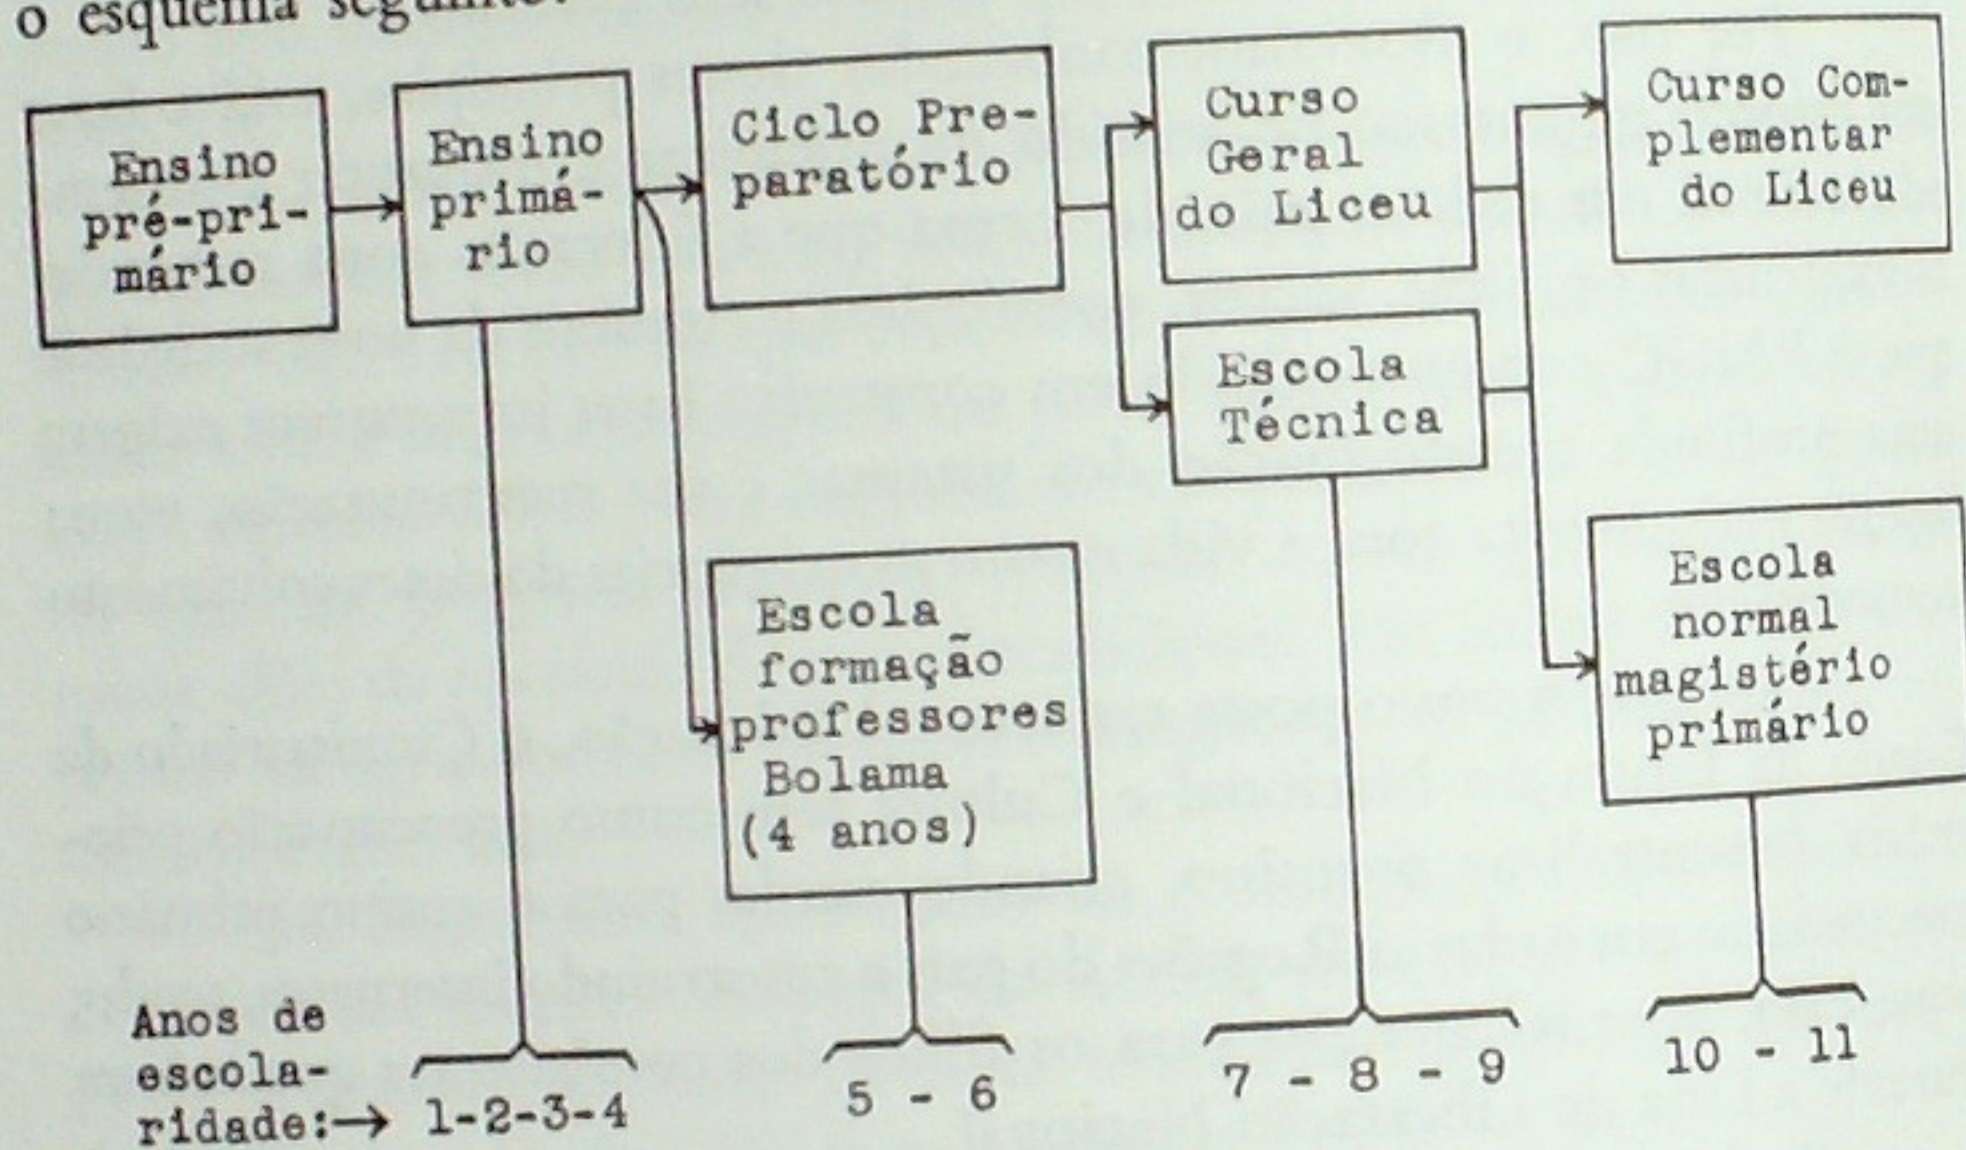 o esquema seguinte:
Ensino
pré-pri-
mário
Ensino
primá-
rio
Ciclo Pre-
paratório
Curso
Geral
do Liceu
Curso Com-
plementar
do Liceu
Escola
Técnica
Escola
formação
professores
Bolama
(4 anos)
Escola
normal
magistério
primário
Anos de
escola-
ridade:→ 1-2-3-4
5 - 6
7 - 8 - 9
10 - 11